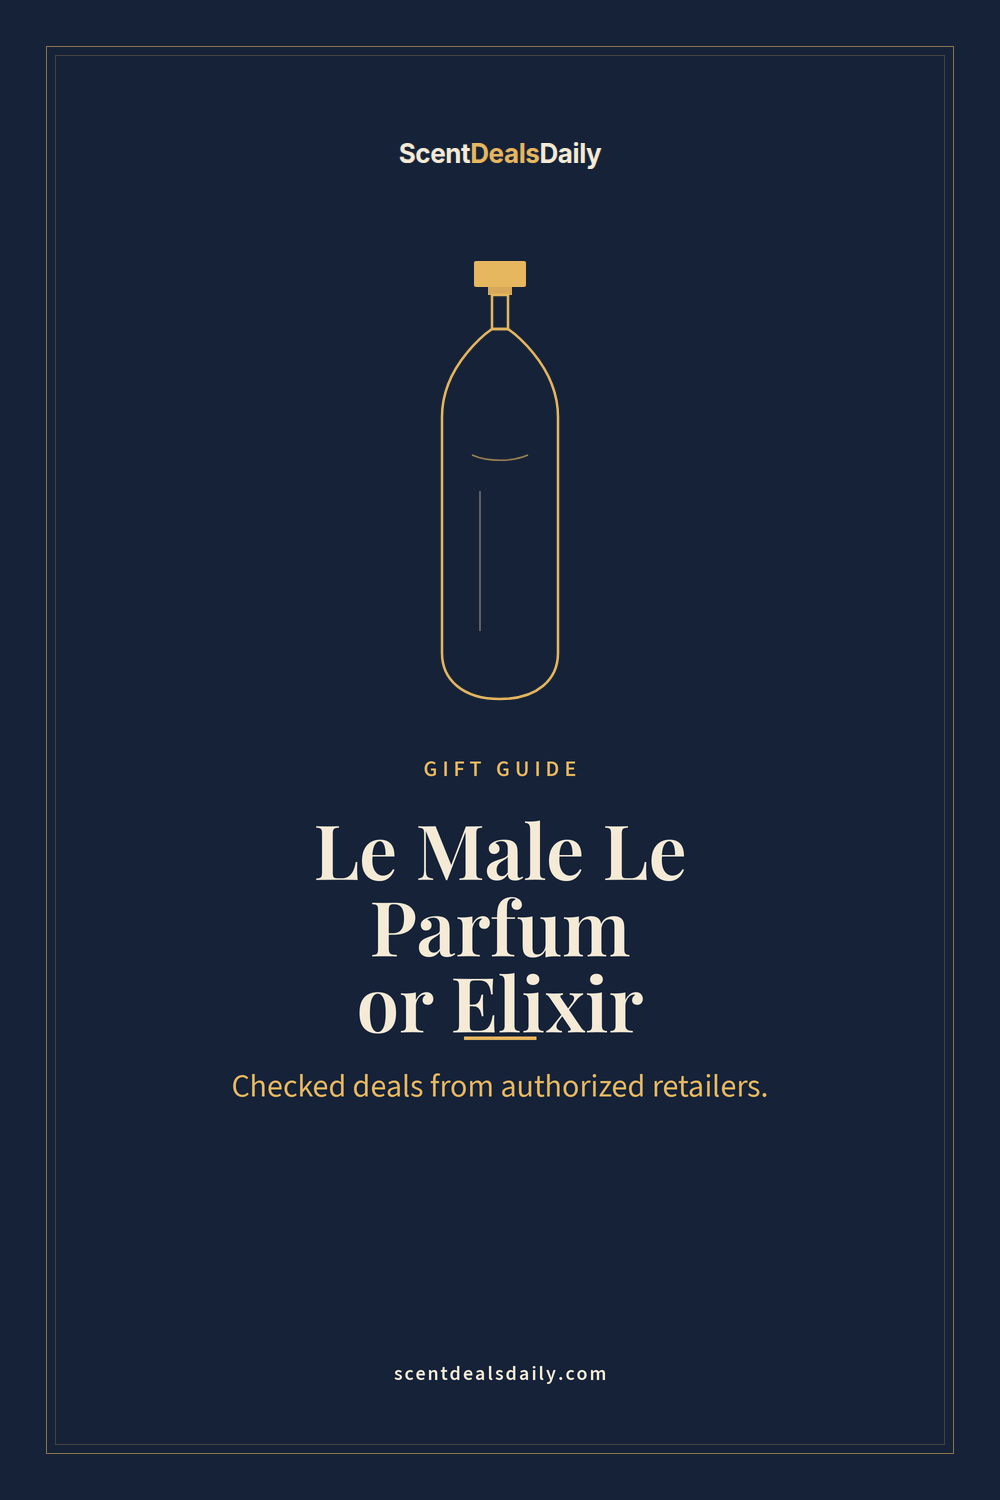 ScentDealsDaily
GIFT GUIDE
Le Male Le
Parfum
or Elixir
Checked deals from authorized retailers.
scentdealsdaily.com